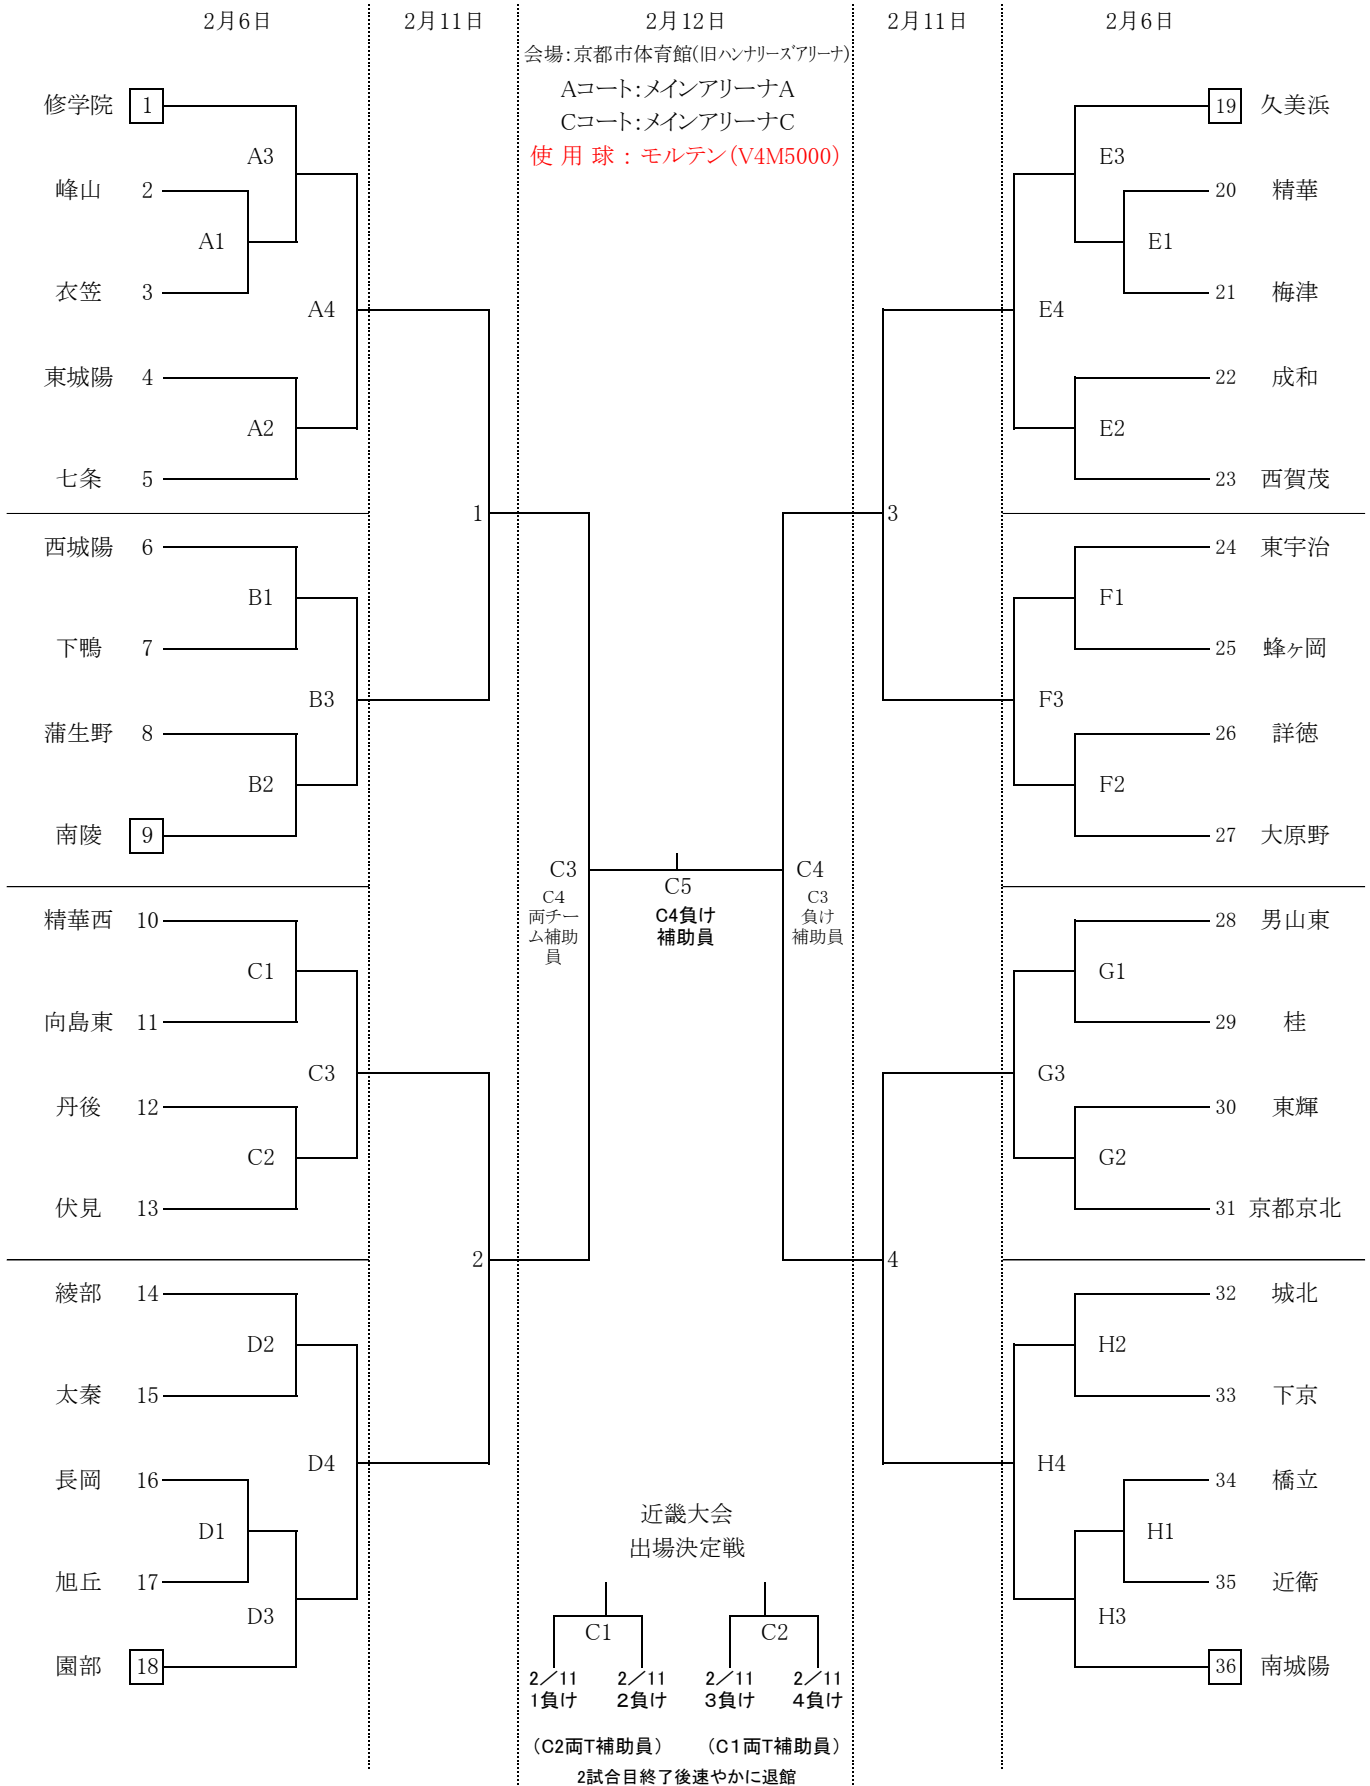 2月6日 2月11日 2月12日 2月11日 2月6日
会場：京都市体育館(旧ハンナリーズアリーナ)
Aコート：メインアリーナA
Cコート：メインアリーナC
使 用 球 ： モルテン（V4M5000）
修学院 1
A3
峰山 2
A1
衣笠 3
A4
東城陽 4
A2
七条 5
1
西城陽 6
B1
下鴨 7
B3
蒲生野 8
B2
南陵 9
精華西 10
C1
向島東 11
C3
丹後 12
C2
伏見 13
2
綾部 14
D2
太秦 15
D4
長岡 16
D1
旭丘 17
D3
園部 18
C3
C4
両チー
ム補助
員
C5
C4負け
補助員
C4
C3
負け
補助員
近畿大会
出場決定戦
C1 C2
2／11 2／11 2／11 2／11
1負け 2負け 3負け 4負け
（C2両T補助員） （C1両T補助員）
2試合目終了後速やかに退館
19 久美浜
E3
20 精華
E1
21 梅津
E4
22 成和
E2
23 西賀茂
3
24 東宇治
F1
25 蜂ヶ岡
F3
26 詳徳
F2
27 大原野
28 男山東
G1
29 桂
G3
30 東輝
G2
31 京都京北
4
32 城北
H2
33 下京
H4
34 橋立
H1
35 近衛
H3
36 南城陽